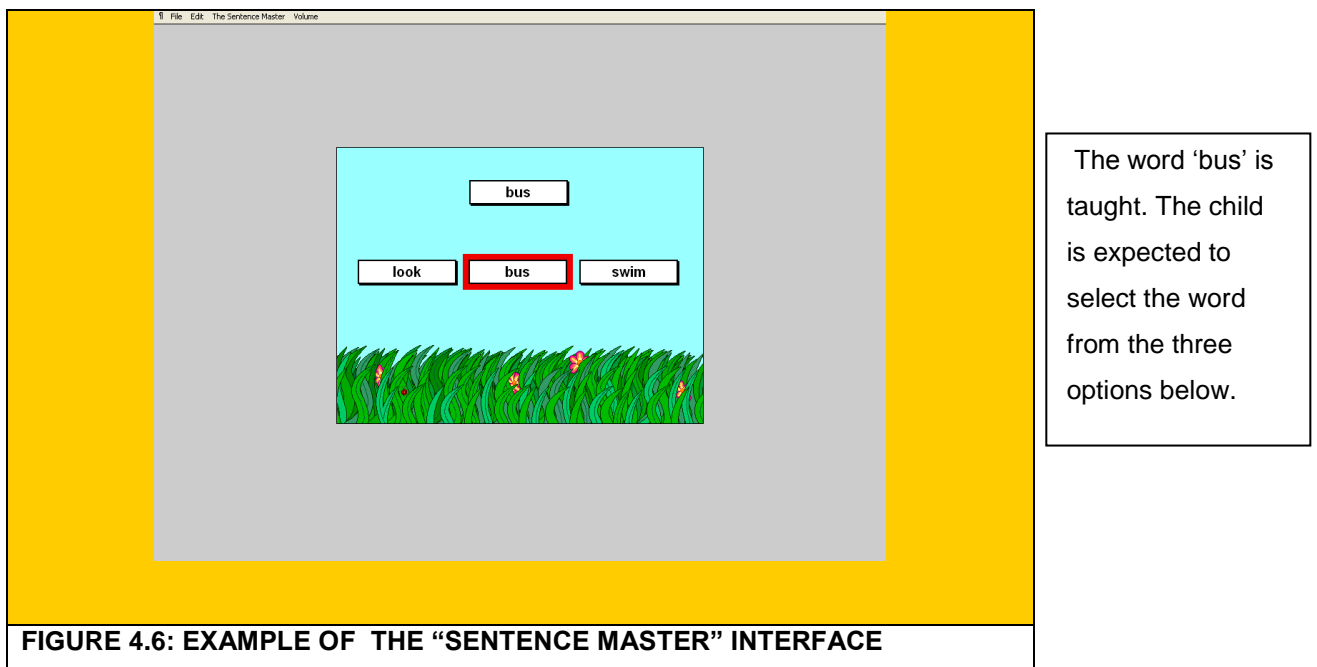 ¶ File Edit The Sentence Master Volume
bus
look bus swim
The word ‘bus’ is
taught. The child
is expected to
select the word
from the three
options below.
FIGURE 4.6: EXAMPLE OF THE “SENTENCE MASTER” INTERFACE